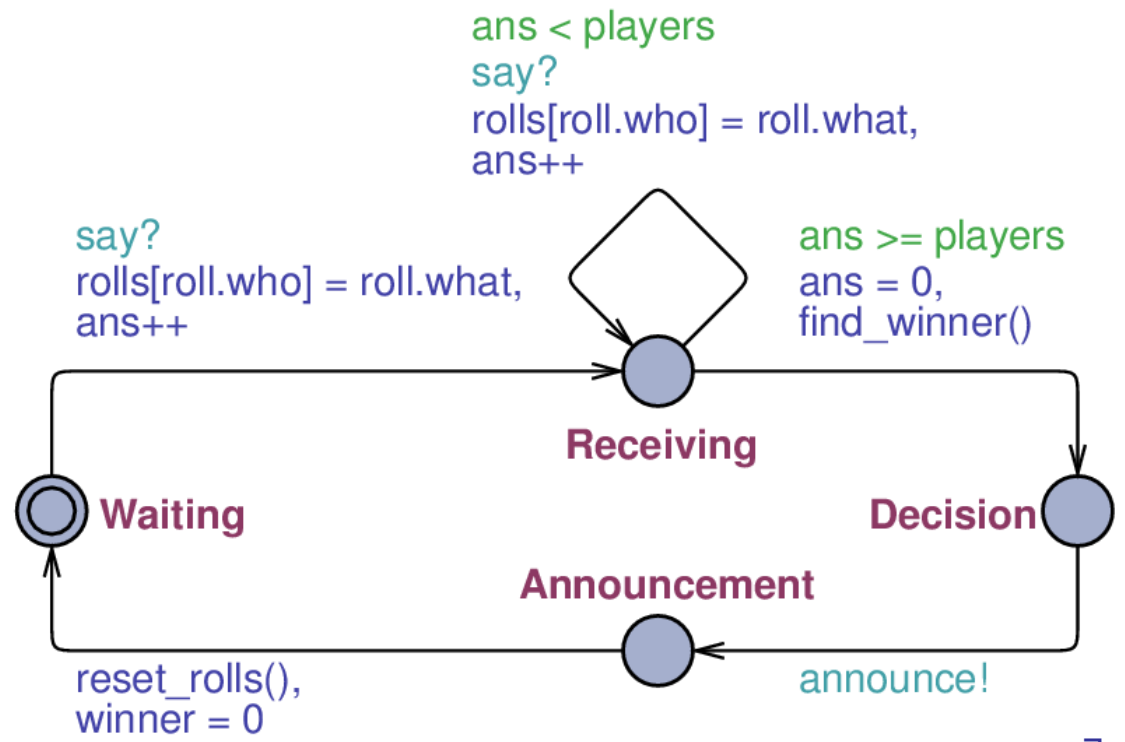 ans < players
say?
rolls[roll.who] = roll.what,
ans++
say?
rolls[roll.who] = roll.what,
ans++
ans >= players
ans = 0,
find_winner()
Receiving
Waiting
Decision
Announcement
reset_rolls(),
winner = 0
announce!